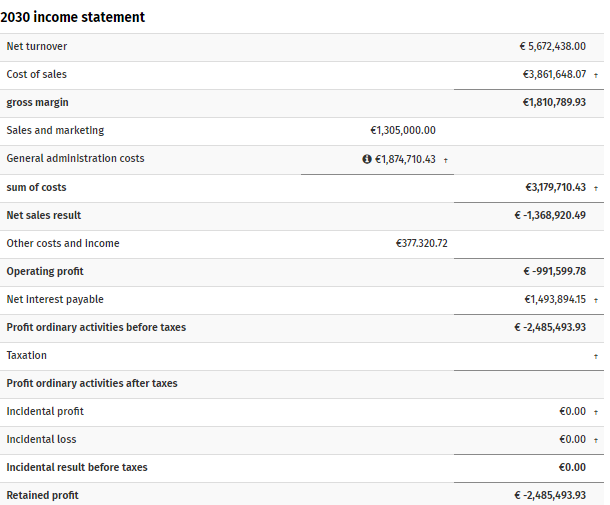 2030 income statement
Net turnover € 5,672,438.00
Cost of sales €3,861,648.07 +
gross margin €1,810,789.93
Sales and marketing €1,305,000.00
General administration costs €1,874,710.43 +
sum of costs €3,179,710.43 +
Net sales result € -1,368,920.49
Other costs and income €377.320.72
Operating profit € -991,599.78
Net interest payable €1,493,894.15 +
Profit ordinary activities before taxes € -2,485,493.93
Taxation +
Profit ordinary activities after taxes
Incidental profit €0.00 +
Incidental loss €0.00 +
Incidental result before taxes €0.00
Retained profit € -2,485,493.93